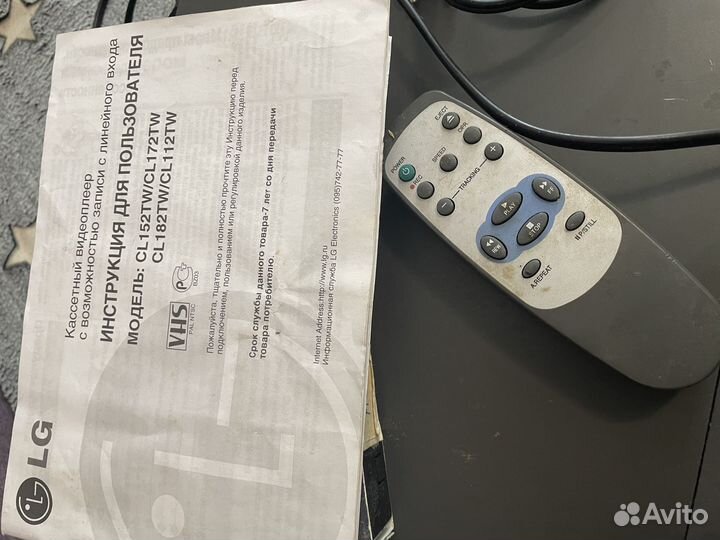 Кассетный видеоплеер
с возможностью записи с линейного входа
ИНСТРУКЦИЯ ДЛЯ ПОЛЬЗОВАТЕЛЯ
МОДЕЛЬ: CL152TW/CL172TW
CL182TW/CL112TW
VHS
PAL NTSC
Пожалуйста, тщательно и полностью прочтите эту Инструкцию перед
подключением, пользованием или регулировкой данного изделия.
Срок службы данного товара-7 лет со дня передачи
товара потребителю.
Internet Address:http://www.lg.ru
Информационная служба LG Electronics (095)742-77-77
LG
POWER
EJECT
REC
SPEED
CMR
TRACKING
PLAY
FF
REW
STOP
P/STILL
A.REPEAT
Avito